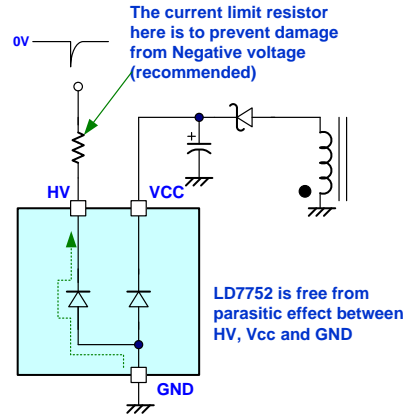 The current limit resistor
here is to prevent damage
from Negative voltage
(recommended)
0V
+
HV
VCC
LD7752 is free from
parasitic effect between
HV, Vcc and GND
GND